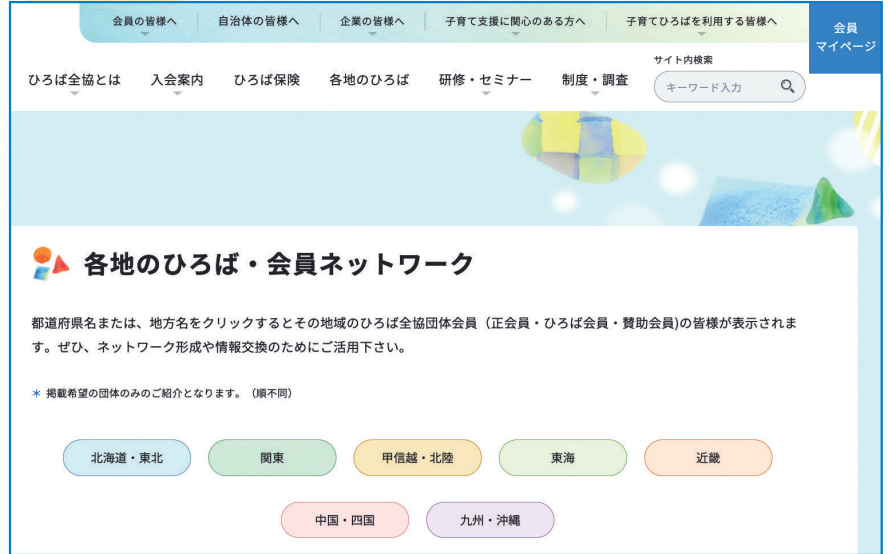 会員の皆様へ 自治体の皆様へ 企業の皆様へ 子育て支援に関心のある方へ 子育てひろばを利用する皆様へ
会員
マイページ
ひろば全協とは 入会案内 ひろば保険 各地のひろば 研修・セミナー 制度・調査
サイト内検索
キーワード入力
各地のひろば・会員ネットワーク
都道府県名または、地方名をクリックするとその地域のひろば全協団体会員（正会員・ひろば会員・賛助会員)の皆様が表示されま
す。ぜひ、ネットワーク形成や情報交換のためにご活用下さい。
* 掲載希望の団体のみのご紹介となります。（順不同）
北海道・東北 関東 甲信越・北陸 東海 近畿
中国・四国 九州・沖縄